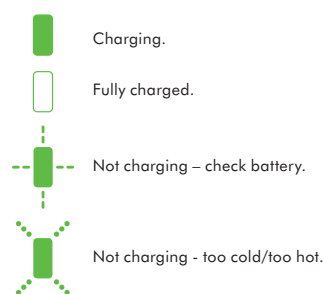 Charging.
Fully charged.
Not charging – check battery.
Not charging - too cold/too hot.